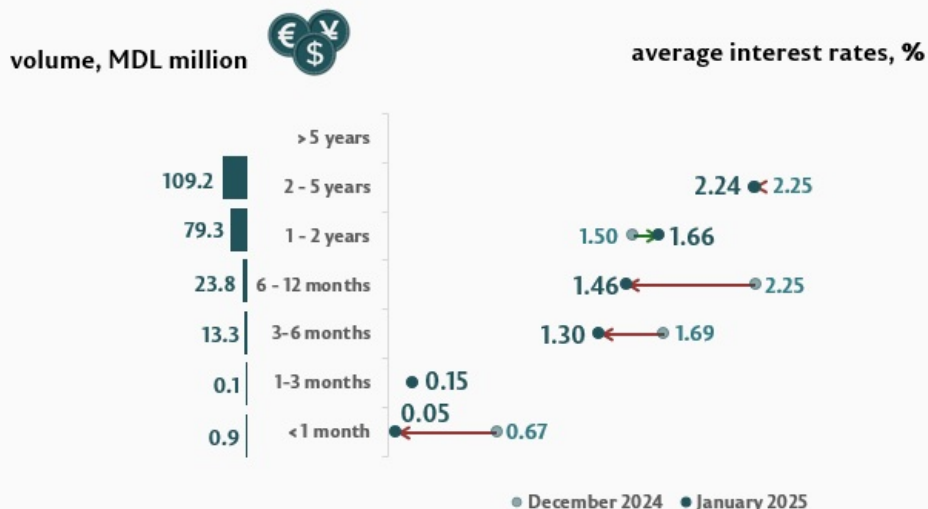 € ¥
$
volume, MDL million
average interest rates, %
> 5 years
109.2 2 - 5 years 2.24 2.25
79.3 1 - 2 years 1.50 1.66
23.8 6 - 12 months 1.46 2.25
13.3 3-6 months 1.30 1.69
0.1 1-3 months 0.15
0.05
0.9 <1 month 0.67
December 2024 January 2025